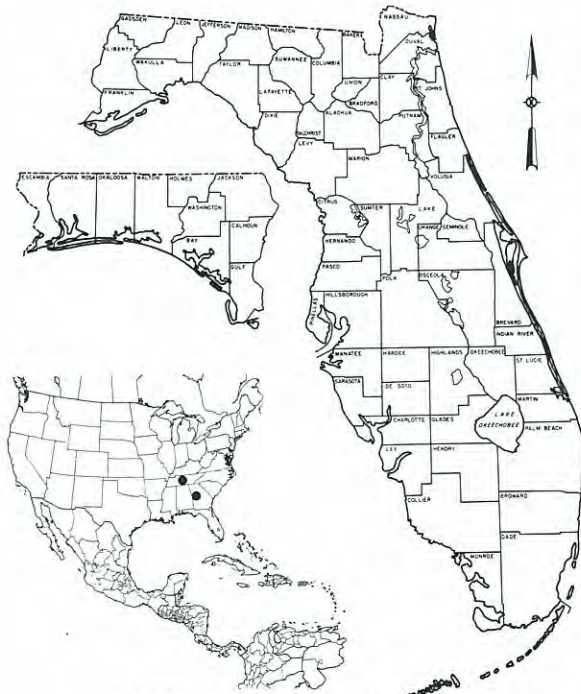 NASSAU
GADSDEN
LEON
JEFFERSON
MADISON
HAMILTON
BAKER
DUVAL
LIBERTY
WAKULLA
TAYLOR
SUWANNEE
COLUMBIA
UNION
CLAY
ST JOHNS
FRANKLIN
LAFAYETTE
BRADFORD
ALACHUA
PUTNAM
DIXIE
GILCHRIST
FLAGLER
LEVY
MARION
VOLUSIA
ESCAMBIA
SANTA ROSA
OKALOOSA
WALTON
HOLMES
JACKSON
WASHINGTON
BAY
CALHOUN
GULF
CITRUS
SUMTER
LAKE
HERNANDO
ORANGE
SEMINOLE
PASCO
POLK
OSCEOLA
PINELLAS
HILLSBOROUGH
BREVARD
INDIAN RIVER
MANATEE
HARDEE
HIGHLANDS
OKEECHOBEE
ST LUCIE
SARASOTA
DE SOTO
MARTIN
CHARLOTTE
GLADES
LAKE
OKEECHOBEE
PALM BEACH
LEE
HENDRY
COLLIER
BROWARD
DADE
MONROE